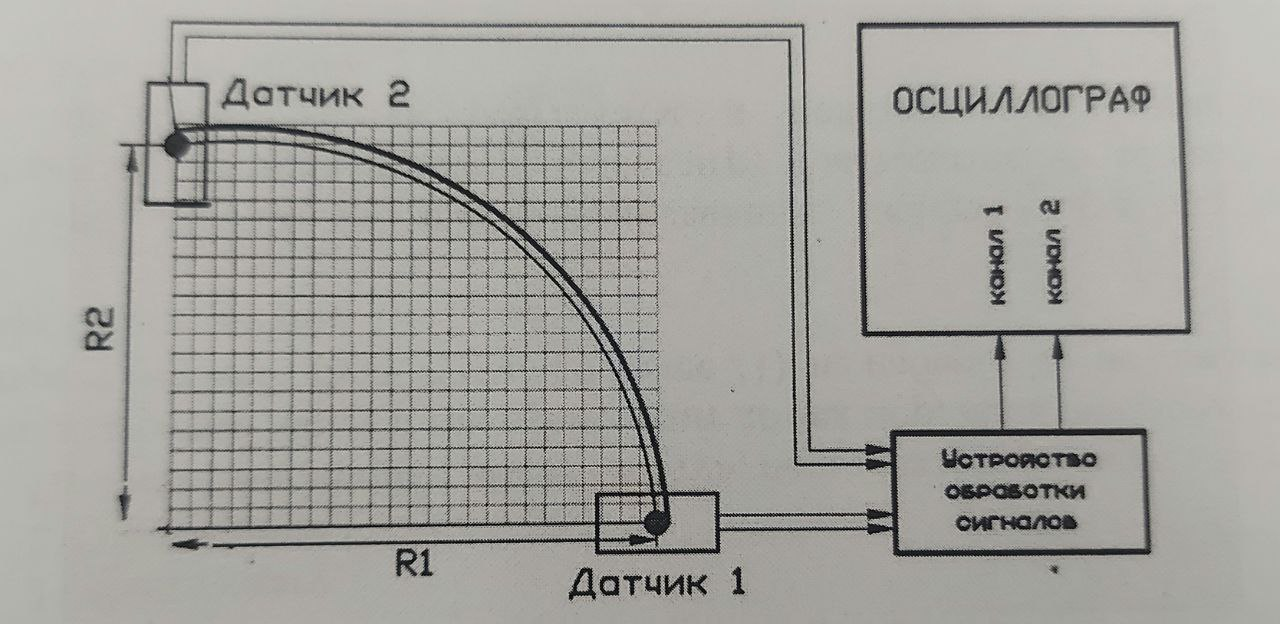 Датчик 2
ОСЦИЛЛОГРАФ
канал 1
канал 2
R2
Устройство
обработки
сигналов
R1
Датчик 1